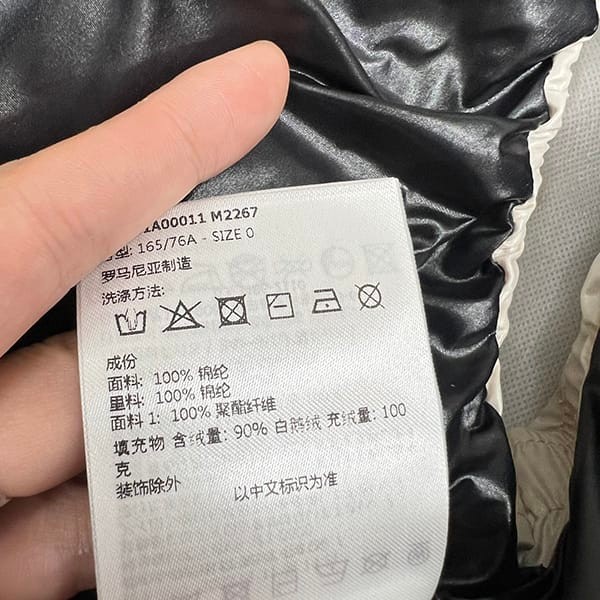 1A00011 M2267
型: 165/76A - SIZE 0
罗马尼亚制造
洗涤方法:
成份
面料: 100% 锦纶
里料: 100% 锦纶
面料 1: 100% 聚酯纤维
填充物 含绒量: 90% 白鹅绒 充绒量: 100
克
装饰除外 以中文标识为准